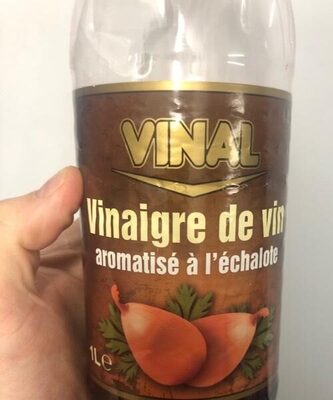 VINAL
Vinaigre de vin
aromatisé à l'échalote
1L℮